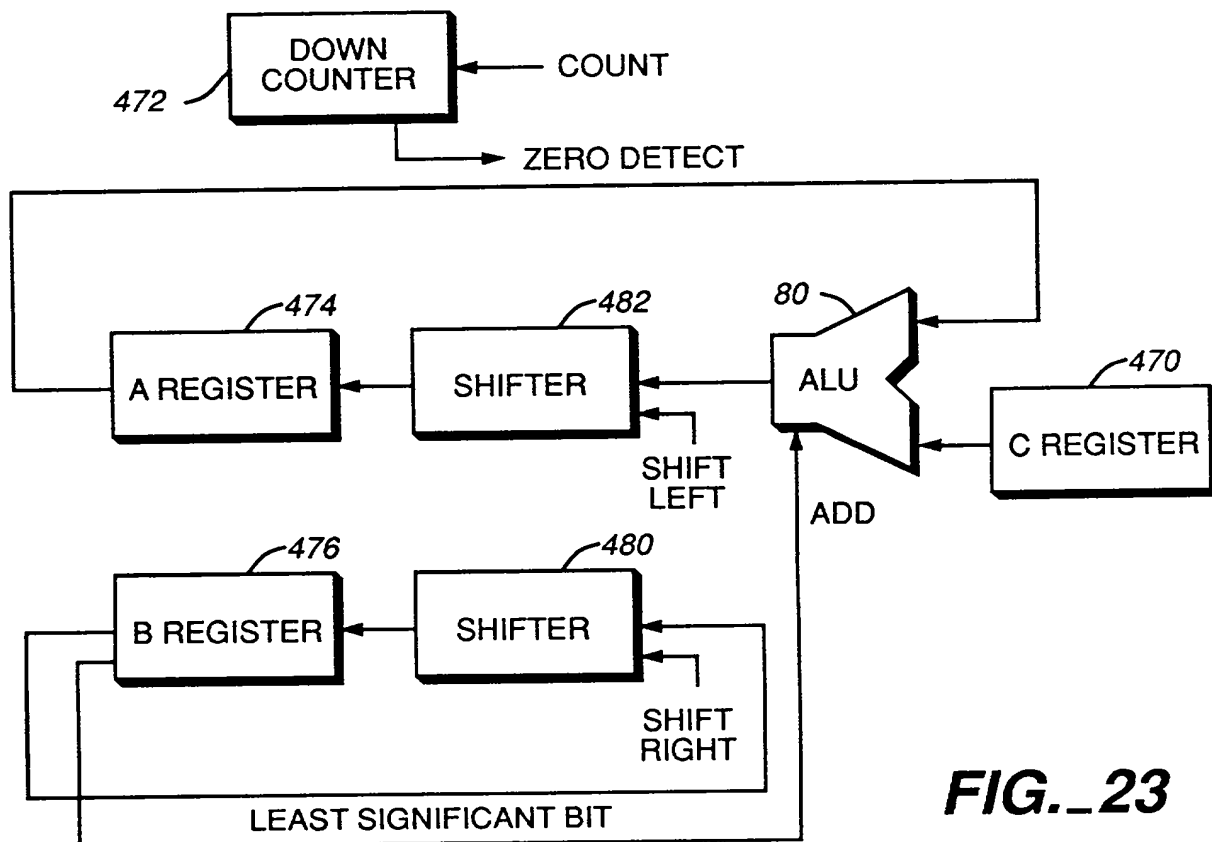 DOWN
COUNTER
COUNT
472
ZERO DETECT
474
482
80
470
A REGISTER
SHIFTER
ALU
C REGISTER
SHIFT
LEFT
ADD
476
480
B REGISTER
SHIFTER
SHIFT
RIGHT
LEAST SIGNIFICANT BIT
FIG._23